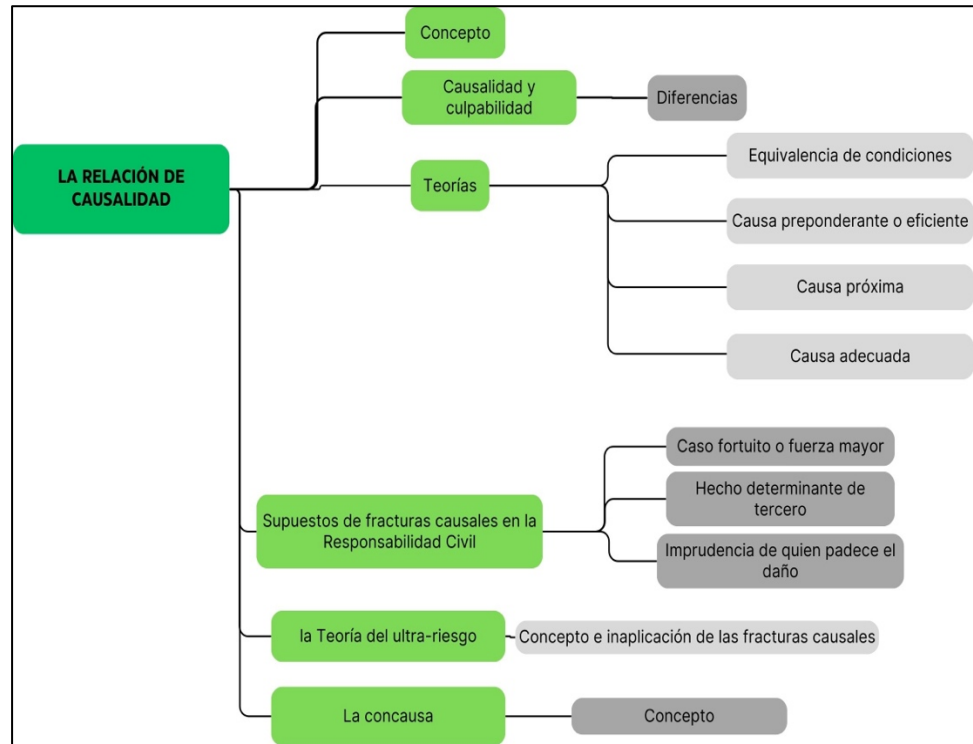 LA RELACIÓN DE
CAUSALIDAD
Concepto
Causalidad y
culpabilidad
Diferencias
Teorías
Equivalencia de condiciones
Causa preponderante o eficiente
Causa próxima
Causa adecuada
Supuestos de fracturas causales en la
Responsabilidad Civil
Caso fortuito o fuerza mayor
Hecho determinante de
tercero
Imprudencia de quien padece el
daño
la Teoría del ultra-riesgo
Concepto e inaplicación de las fracturas causales
La concausa
Concepto